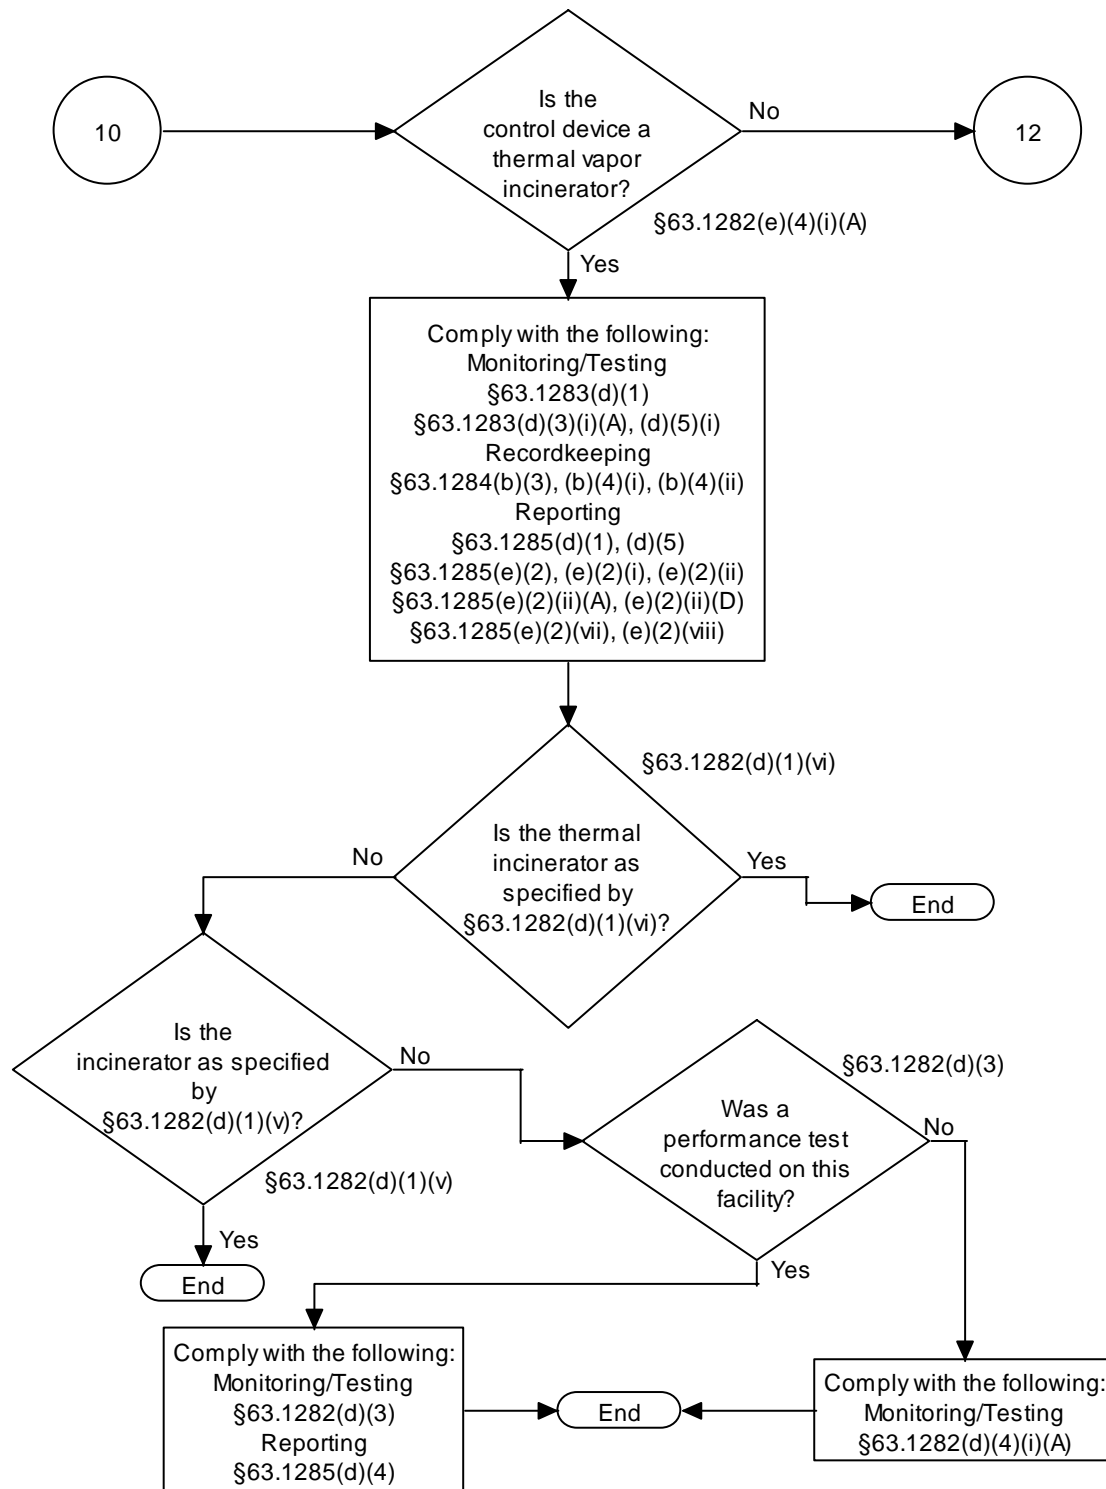 10
Is the
control device a
thermal vapor
incinerator?
No
12
§63.1282(e)(4)(i)(A)
Yes
Comply with the following:
Monitoring/Testing
§63.1283(d)(1)
§63.1283(d)(3)(i)(A), (d)(5)(i)
Recordkeeping
§63.1284(b)(3), (b)(4)(i), (b)(4)(ii)
Reporting
§63.1285(d)(1), (d)(5)
§63.1285(e)(2), (e)(2)(i), (e)(2)(ii)
§63.1285(e)(2)(ii)(A), (e)(2)(ii)(D)
§63.1285(e)(2)(vii), (e)(2)(viii)
§63.1282(d)(1)(vi)
Is the thermal
incinerator as
specified by
§63.1282(d)(1)(vi)?
No
Yes
End
Is the
incinerator as specified
by
§63.1282(d)(1)(v)?
No
§63.1282(d)(1)(v)
Yes
End
§63.1282(d)(3)
Was a
performance test
conducted on this
facility?
No
Yes
Comply with the following:
Monitoring/Testing
§63.1282(d)(3)
Reporting
§63.1285(d)(4)
End
Comply with the following:
Monitoring/Testing
§63.1282(d)(4)(i)(A)